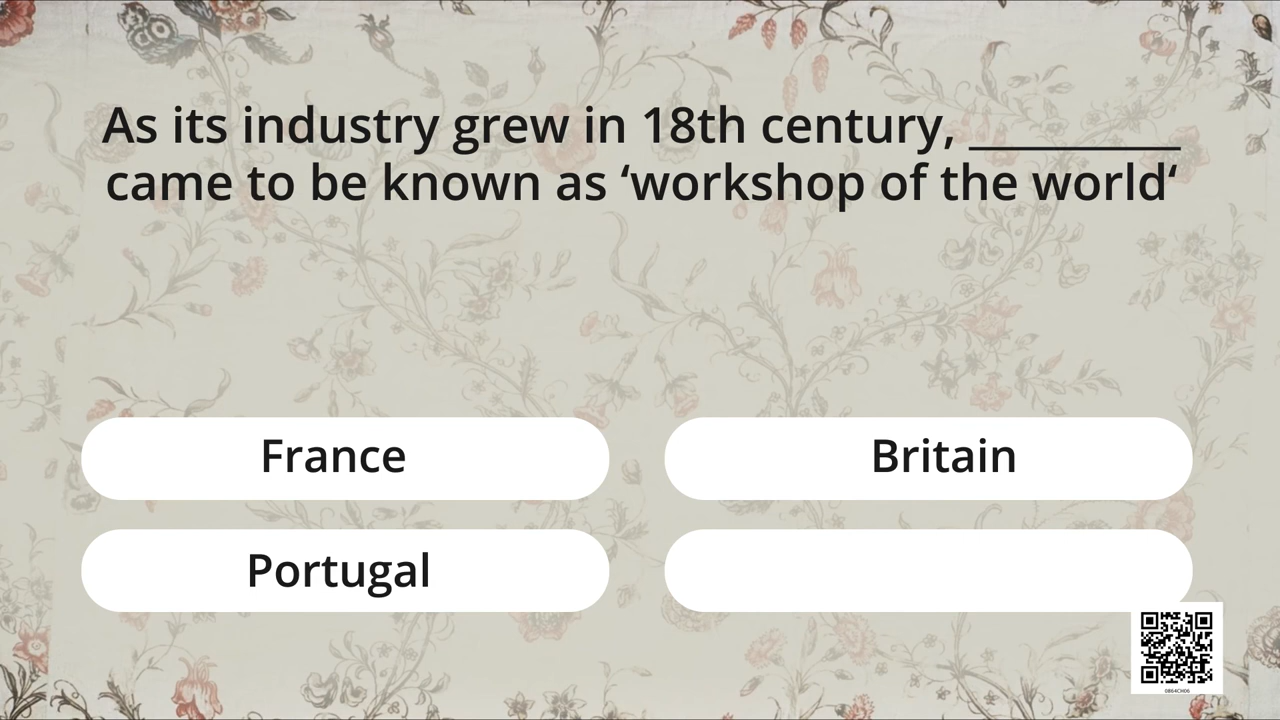 As its industry grew in 18th century, __________
came to be known as ‘workshop of the world‘
France
Britain
Portugal